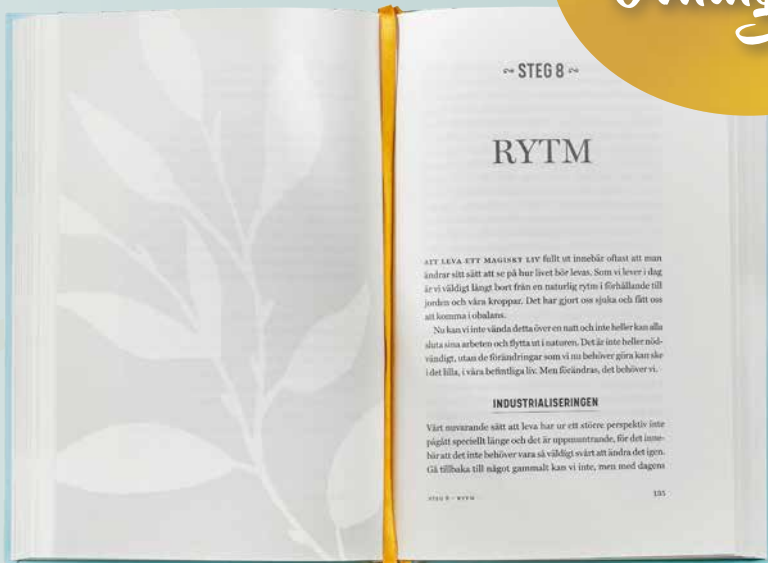 STEG 8
RYTM
ATT LEVA ETT MAGISKT LIV fullt ut innebär oftast att man
ändrar sitt sätt att se på hur livet bör levas. Som vi lever i dag
är vi väldigt långt bort från en naturlig rytm i förhållande till
jorden och våra kroppar. Det har gjort oss sjuka och fått oss
att komma i obalans.
Nu kan vi inte vända detta över en natt och inte heller kan alla
sluta sina arbeten och flytta ut i naturen. Det är inte heller nöd-
vändigt, utan de förändringar som vi nu behöver göra kan ske
i det lilla, i våra befintliga liv. Men förändras, det behöver vi.
INDUSTRIALISERINGEN
Vårt nuvarande sätt att leva har ur ett större perspektiv inte
pågått speciellt länge och det är uppmuntrande, för det inne-
bär att det inte behöver vara så väldigt svårt att ändra det igen.
Gå tillbaka till något gammalt kan vi inte, men med dagens
STEG 8 – RYTM
135